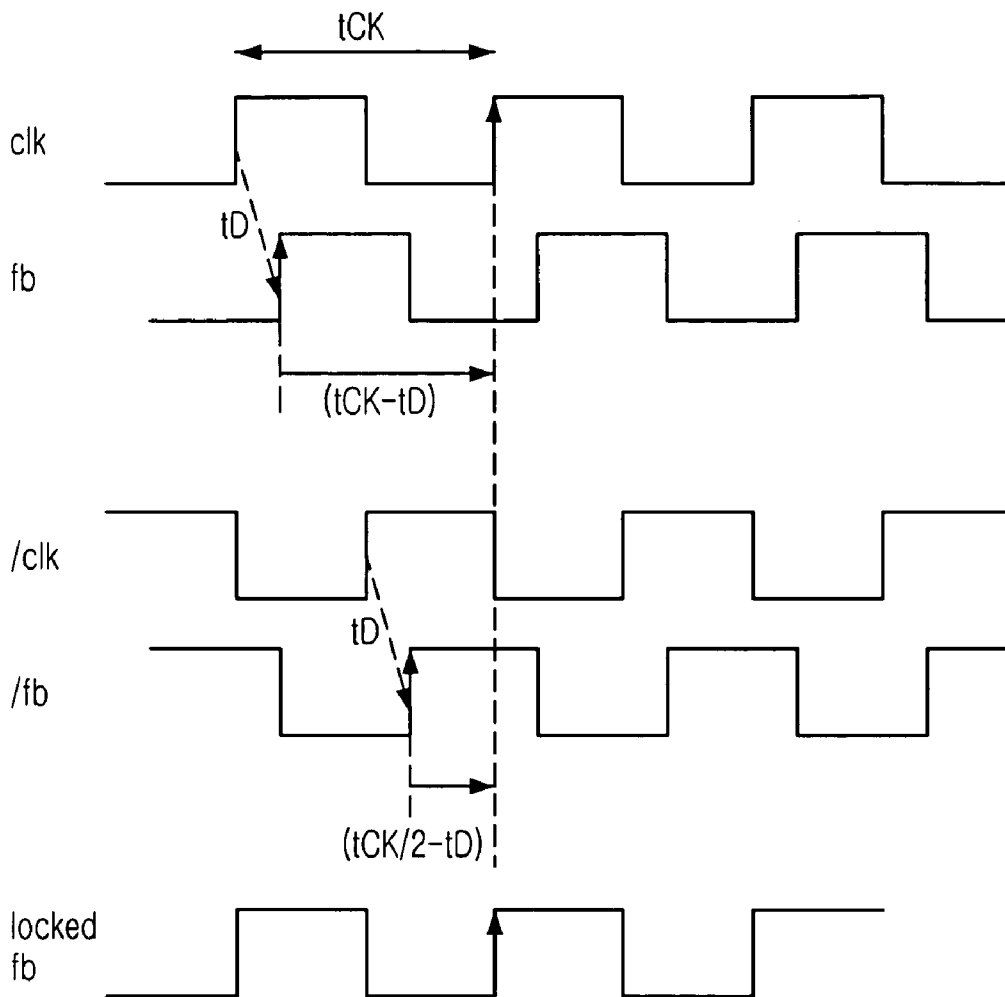 tCK
clk
tD
fb
(tCK-tD)
/clk
tD
/fb
(tCK/2-tD)
locked
fb